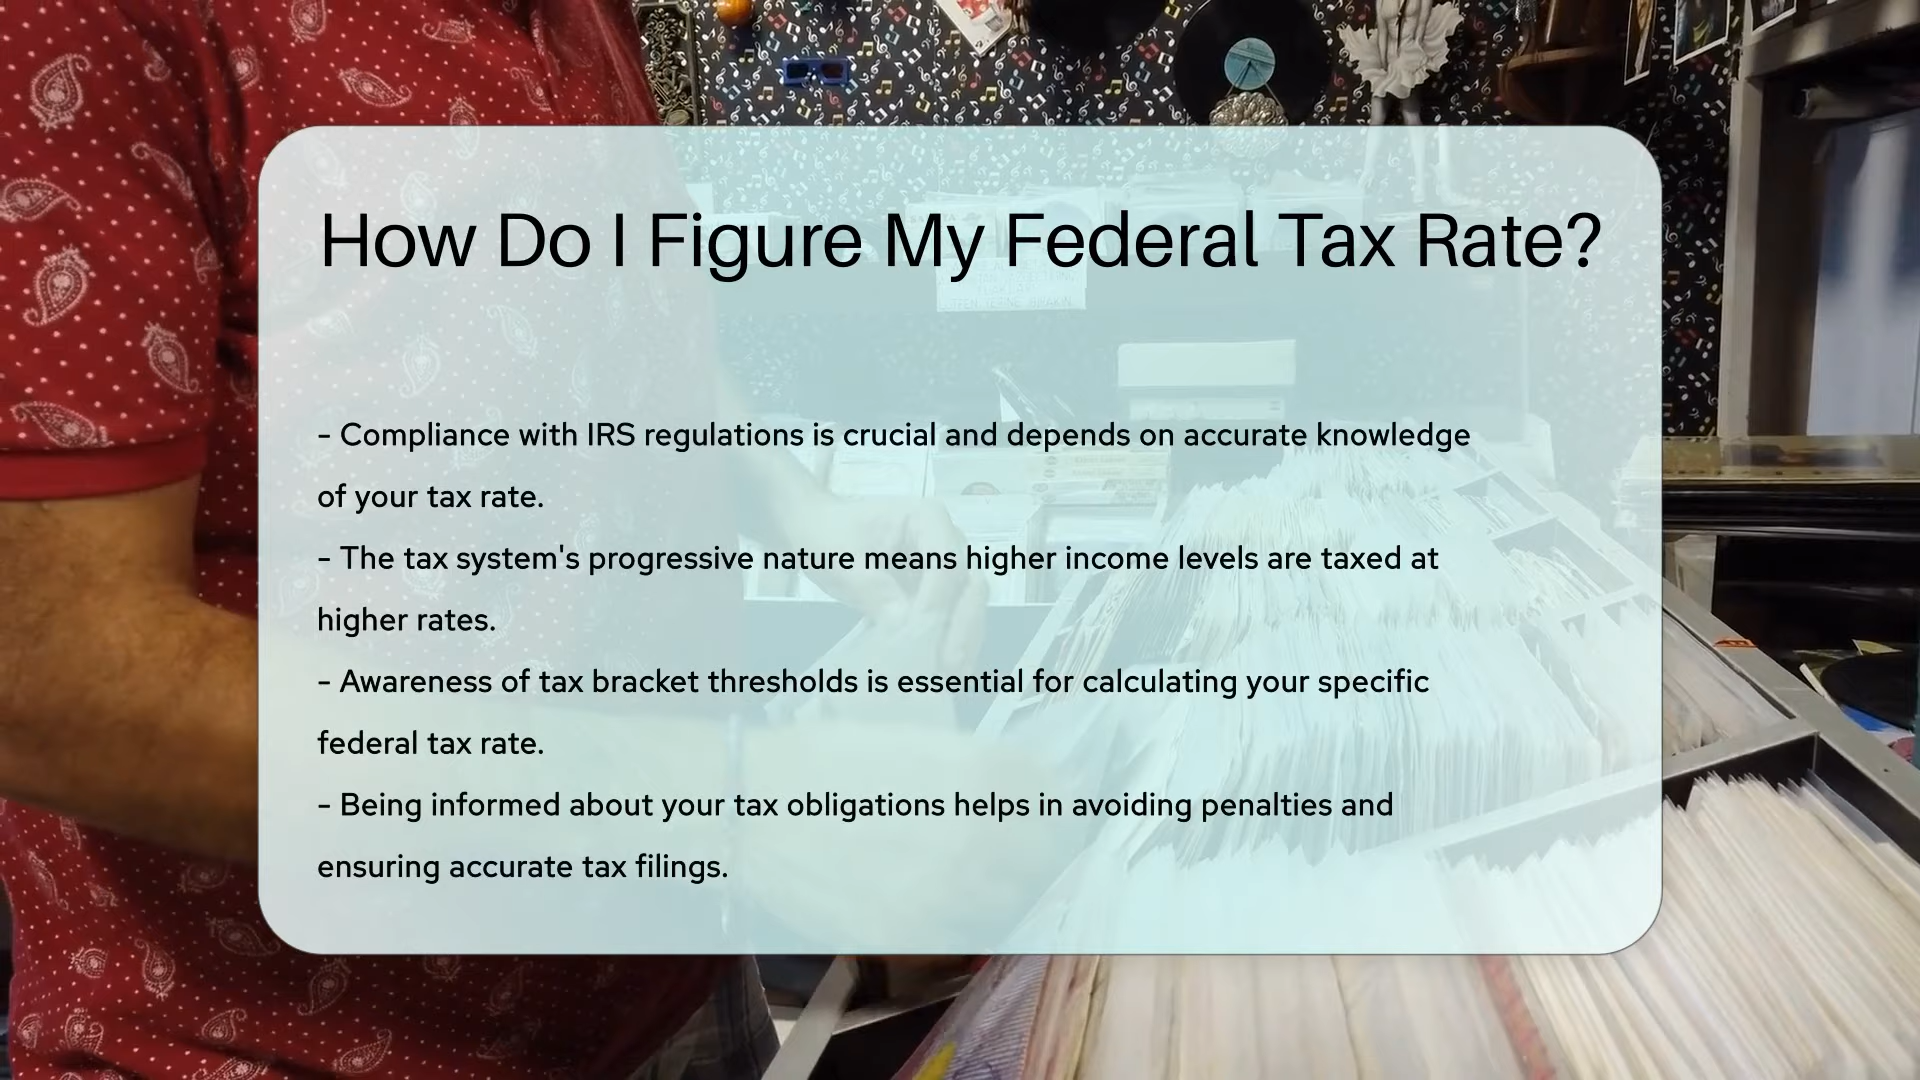 How Do I Figure My Federal Tax Rate?
- Compliance with IRS regulations is crucial and depends on accurate knowledge
of your tax rate.
- The tax system's progressive nature means higher income levels are taxed at
higher rates.
- Awareness of tax bracket thresholds is essential for calculating your specific
federal tax rate.
- Being informed about your tax obligations helps in avoiding penalties and
ensuring accurate tax filings.